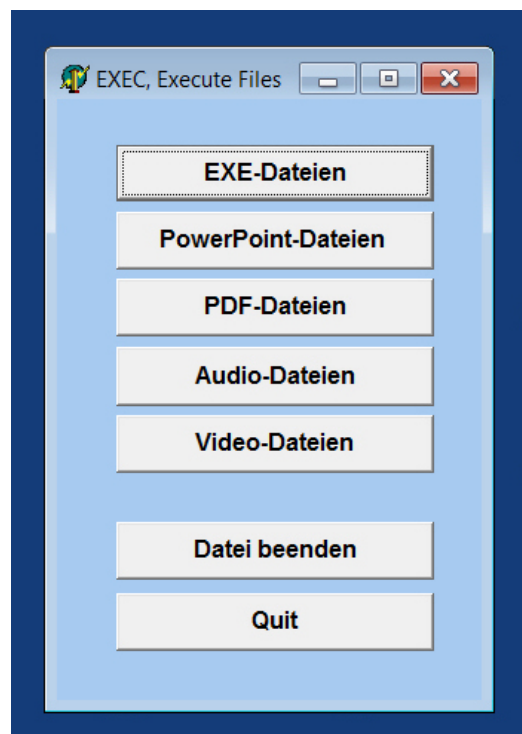 EXEC, Execute Files
EXE-Dateien
PowerPoint-Dateien
PDF-Dateien
Audio-Dateien
Video-Dateien
Datei beenden
Quit